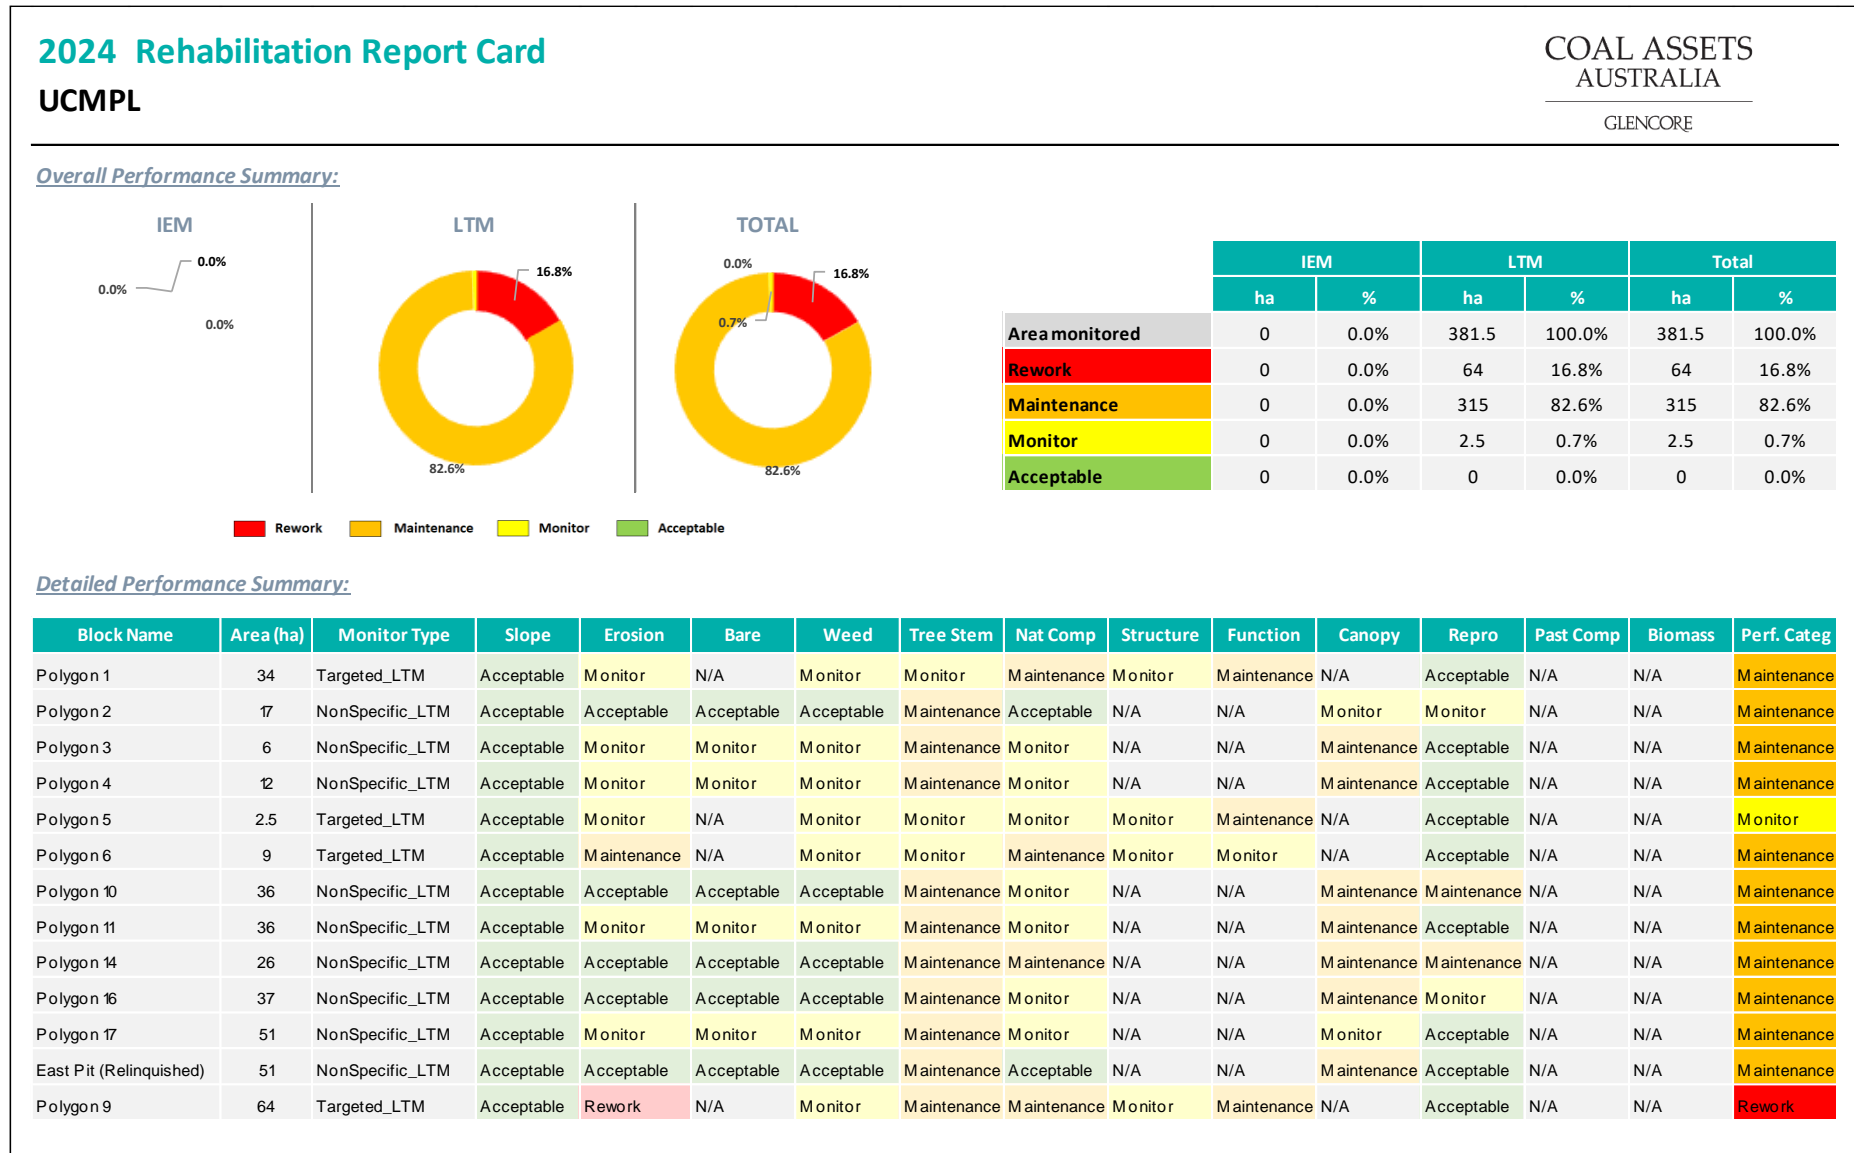 2024 Rehabilitation Report Card
UCMPL
COAL ASSETS
AUSTRALIA
GLENCORE
Overall Performance Summary:
IEM
0.0%
0.0%
0.0%
LTM
16.8%
82.6%
TOTAL
0.0%
16.8%
0.7%
82.6%
Rework Maintenance Monitor Acceptable
IEM LTM Total
ha % ha % ha %
Area monitored 0 0.0% 381.5 100.0% 381.5 100.0%
Rework 0 0.0% 64 16.8% 64 16.8%
Maintenance 0 0.0% 315 82.6% 315 82.6%
Monitor 0 0.0% 2.5 0.7% 2.5 0.7%
Acceptable 0 0.0% 0 0.0% 0 0.0%
Detailed Performance Summary:
Block Name Area (ha) Monitor Type Slope Erosion Bare Weed Tree Stem Nat Comp Structure Function Canopy Repro Past Comp Biomass Perf. Categ
Polygon 1 34 Targeted_LTM Acceptable Monitor N/A Monitor Monitor Maintenance Monitor Maintenance N/A Acceptable N/A N/A Maintenance
Polygon 2 17 NonSpecific_LTM Acceptable Acceptable Acceptable Acceptable Maintenance Acceptable N/A N/A Monitor Monitor N/A N/A Maintenance
Polygon 3 6 NonSpecific_LTM Acceptable Monitor Monitor Monitor Maintenance Monitor N/A N/A Maintenance Acceptable N/A N/A Maintenance
Polygon 4 12 NonSpecific_LTM Acceptable Monitor Monitor Monitor Maintenance Monitor N/A N/A Maintenance Acceptable N/A N/A Maintenance
Polygon 5 2.5 Targeted_LTM Acceptable Monitor N/A Monitor Monitor Monitor Monitor Maintenance N/A Acceptable N/A N/A Monitor
Polygon 6 9 Targeted_LTM Acceptable Maintenance N/A Monitor Monitor Maintenance Monitor Monitor N/A Acceptable N/A N/A Maintenance
Polygon 10 36 NonSpecific_LTM Acceptable Acceptable Acceptable Acceptable Maintenance Monitor N/A N/A Maintenance Maintenance N/A N/A Maintenance
Polygon 11 36 NonSpecific_LTM Acceptable Monitor Monitor Monitor Maintenance Monitor N/A N/A Maintenance Acceptable N/A N/A Maintenance
Polygon 14 26 NonSpecific_LTM Acceptable Acceptable Acceptable Acceptable Maintenance Maintenance N/A N/A Maintenance Maintenance N/A N/A Maintenance
Polygon 16 37 NonSpecific_LTM Acceptable Acceptable Acceptable Acceptable Maintenance Monitor N/A N/A Maintenance Monitor N/A N/A Maintenance
Polygon 17 51 NonSpecific_LTM Acceptable Monitor Monitor Monitor Maintenance Monitor N/A N/A Monitor Acceptable N/A N/A Maintenance
East Pit (Relinquished) 51 NonSpecific_LTM Acceptable Acceptable Acceptable Acceptable Maintenance Acceptable N/A N/A Maintenance Acceptable N/A N/A Maintenance
Polygon 9 64 Targeted_LTM Acceptable Rework N/A Monitor Maintenance Maintenance Monitor Maintenance N/A Acceptable N/A N/A Rework